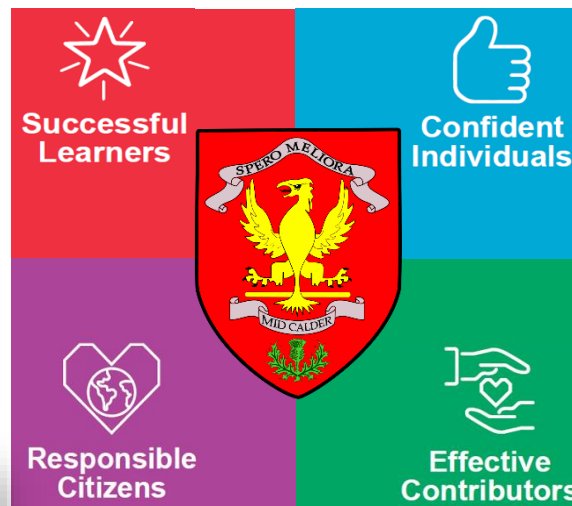 Successful
Learners
Confident
Individuals
SPERO MELIORA
MID CALDER
Responsible
Citizens
Effective
Contributors